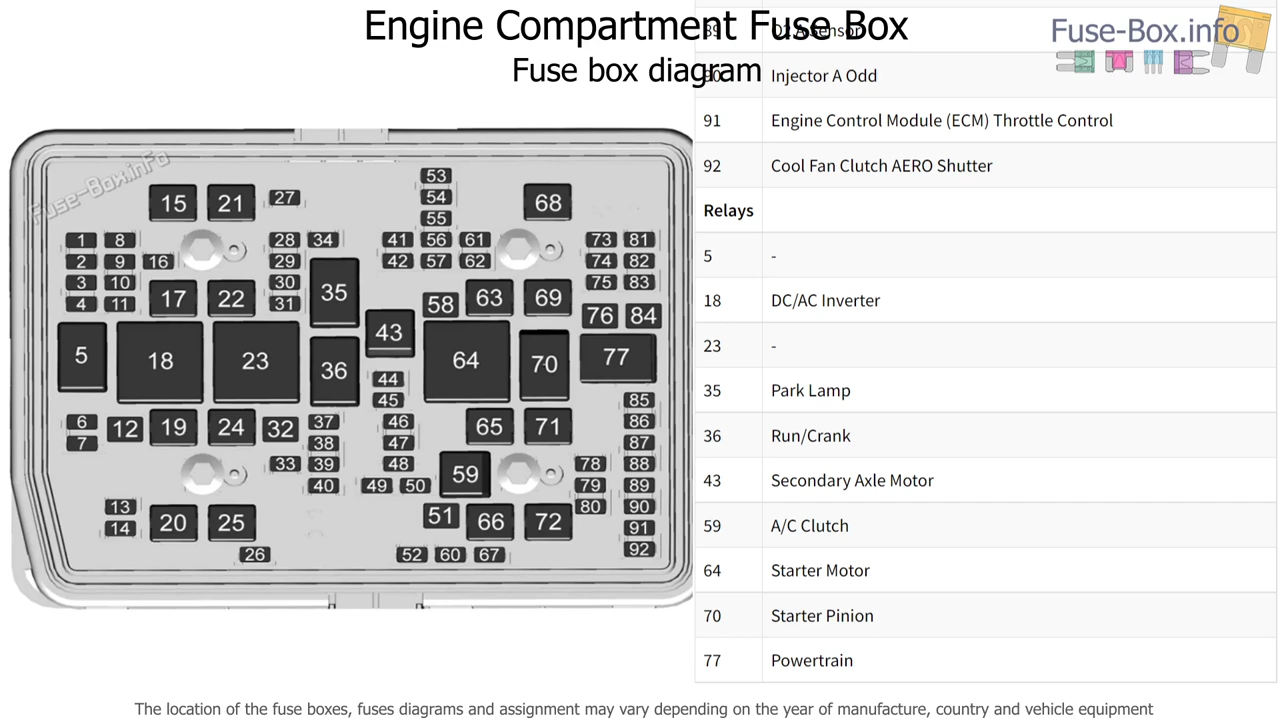 Engine Compartment Fuse Box
Fuse box diagram
Fuse-Box.info
Fuse-Box.info
53
15 21 27 54 68
55
1 8 28 34 41 56 61 73 81
2 9 16 29 42 57 62 74 82
3 10 30 75 83
4 11 17 22 31 35 58 63 69
76 84
43
5 18 23 36 64 70 77
44
45 85
6 12 19 24 32 37 46 65 71 86
7 38 47 87
33 39 48 59 78 88
40 49 50 79 89
13 80 90
14 20 25 51 66 72 91
26 52 60 67 92
89 O2 A Sensor
90 Injector A Odd
91 Engine Control Module (ECM) Throttle Control
92 Cool Fan Clutch AERO Shutter
Relays
5 -
18 DC/AC Inverter
23 -
35 Park Lamp
36 Run/Crank
43 Secondary Axle Motor
59 A/C Clutch
64 Starter Motor
70 Starter Pinion
77 Powertrain
The location of the fuse boxes, fuses diagrams and assignment may vary depending on the year of manufacture, country and vehicle equipment